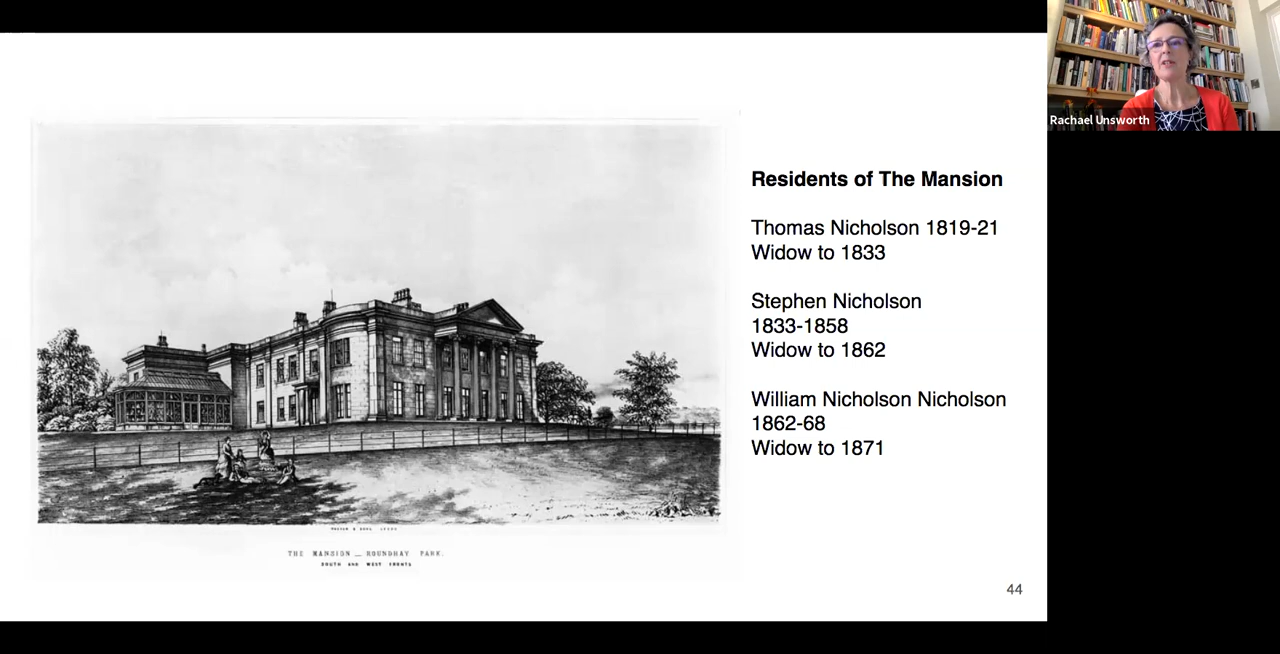 Rachael Unsworth
Residents of The Mansion
Thomas Nicholson 1819-21
Widow to 1833
Stephen Nicholson
1833-1858
Widow to 1862
William Nicholson Nicholson
1862-68
Widow to 1871
THE MANSION _ ROUNDHAY PARK.
SOUTH AND WEST FRONTS
44